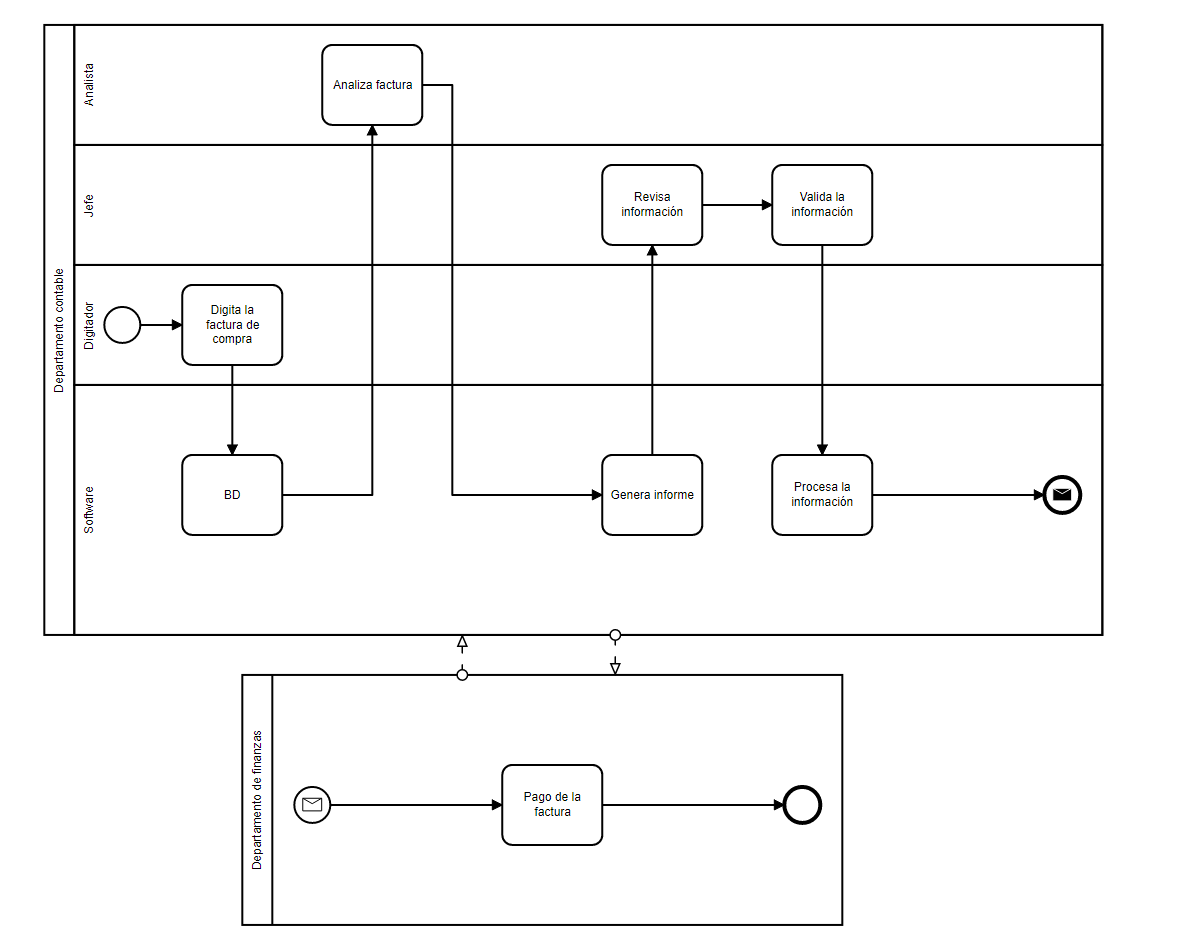 Departamento contable
Analista
Analiza factura
Jefe
Revisa
información
Valida la
información
Digitador
Digita la
factura de
compra
Software
BD
Genera informe
Procesa la
información
Departamento de finanzas
Pago de la
factura